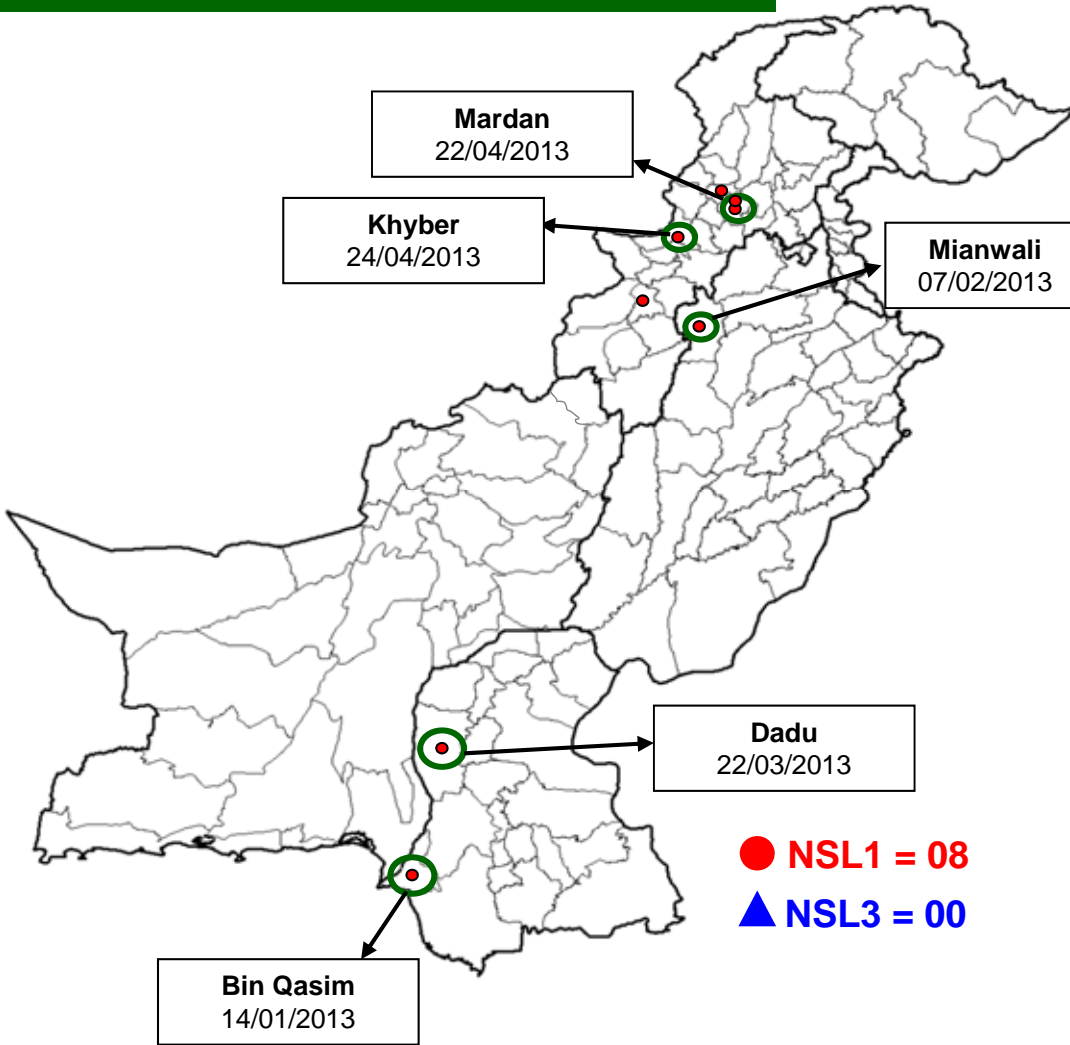 Mardan
22/04/2013
Khyber
24/04/2013
Mianwali
07/02/2013
Dadu
22/03/2013
NSL1 = 08
NSL3 = 00
Bin Qasim
14/01/2013